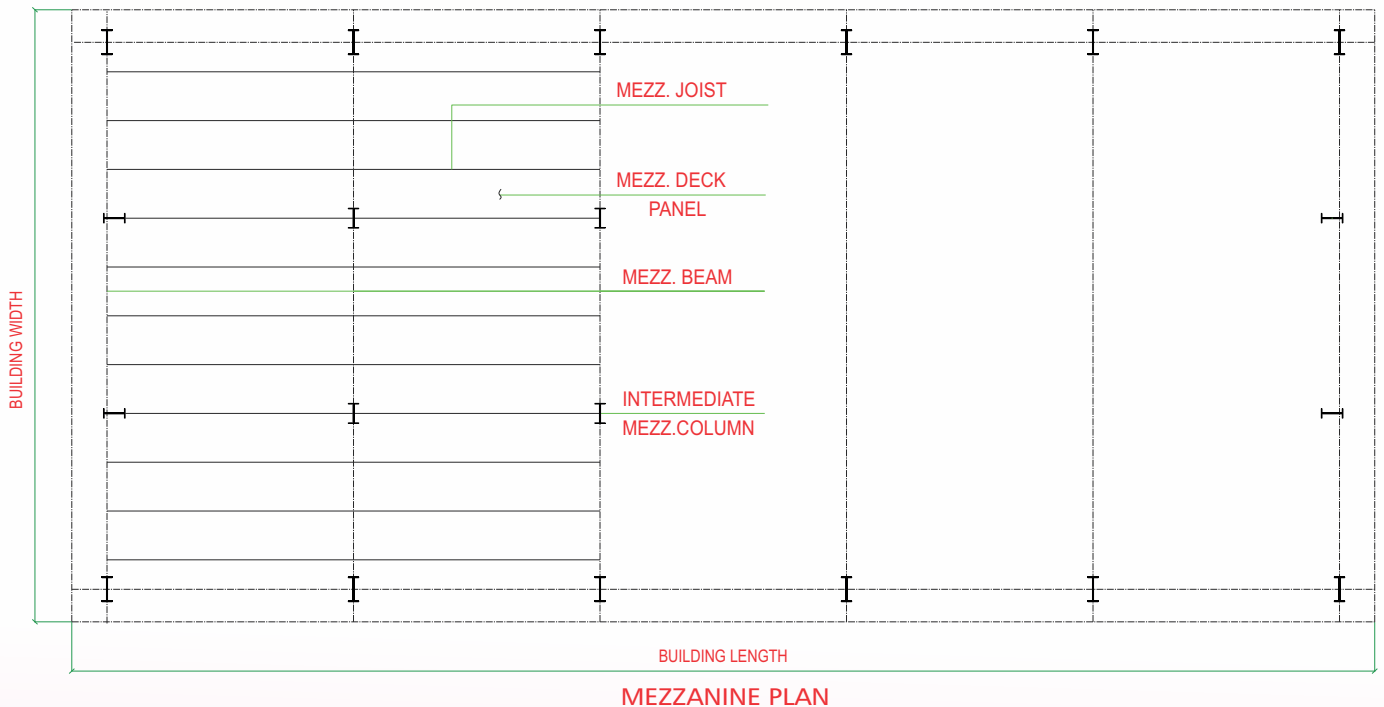 MEZZ. JOIST
MEZZ. DECK
PANEL
MEZZ. BEAM
INTERMEDIATE
MEZZ.COLUMN
BUILDING WIDTH
BUILDING LENGTH
MEZZANINE PLAN